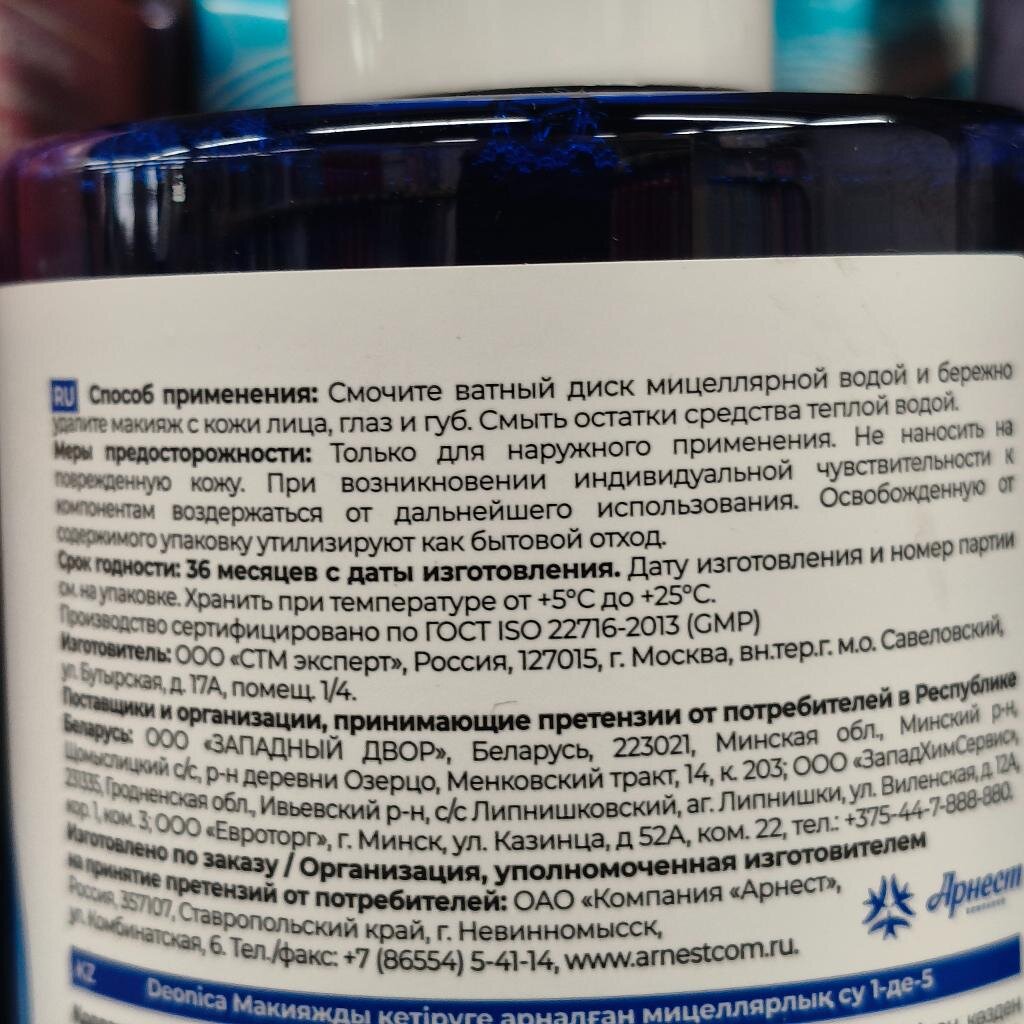 RU Способ применения: Смочите ватный диск мицеллярной водой и бережно
удалите макияж с кожи лица, глаз и губ. Смыть остатки средства теплой водой.
Меры предосторожности: Только для наружного применения. Не наносить на
поврежденную кожу. При возникновении индивидуальной чувствительности к
компонентам воздержаться от дальнейшего использования. Освобожденную от
содержимого упаковку утилизируют как бытовой отход.
Срок годности: 36 месяцев с даты изготовления. Дату изготовления и номер партии
см. на упаковке. Хранить при температуре от +5°C до +25°C.
Производство сертифицировано по ГОСТ ISO 22716-2013 (GMP)
Изготовитель: ООО «СТМ эксперт», Россия, 127015, г. Москва, вн.тер.г. м.о. Савеловский,
ул. Бутырская, д. 17А, помещ. 1/4.
Поставщики и организации, принимающие претензии от потребителей в Республике
Беларусь: ООО «ЗАПАДНЫЙ ДВОР», Беларусь, 223021, Минская обл., Минский р-н,
Щомыслицкий с/с, р-н деревни Озерцо, Менковский тракт, 14, к. 203; ООО «ЗападХимСервис»,
231335, Гродненская обл., Ивьевский р-н, с/с Липнишковский, аг. Липнишки, ул. Виленская, д. 12А,
кор. 1, ком. 3; ООО «Евроторг», г. Минск, ул. Казинца, д 52А, ком. 22, тел.: +375-44-7-888-880.
Изготовлено по заказу / Организация, уполномоченная изготовителем
на принятие претензий от потребителей: ОАО «Компания «Арнест»,
Россия, 357107, Ставропольский край, г. Невинномысск,
ул. Комбинатская, 6. Тел./факс: +7 (86554) 5-41-14, www.arnestcom.ru.
Арнест
KZ Deonica Макияжды кетіруге арналған мицеллярлық су 1-де-5